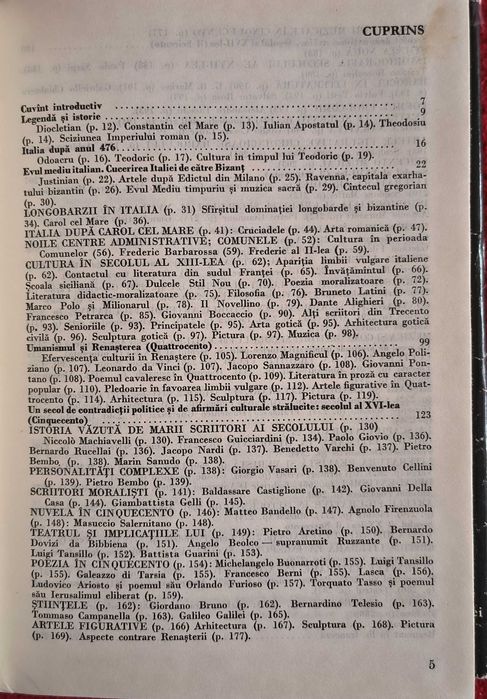 CUPRINS
Cuvînt introductiv 7
Legendă și istorie 9
Diocletian (p. 12). Constantin cel Mare (p. 13). Iulian Apostatul (p. 14). Theodosiu
(p. 14). Sciziunea Imperiului roman (p. 15).
Italia după anul 476 16
Odoacru (p. 16). Teodoric (p. 17). Cultura în timpul lui Teodoric (p. 19).
Evul mediu italian. Cucerirea Italiei de către Bizanț 22
Justinian (p. 22). Artele după Edictul din Milano (p. 25). Ravenna, capitala exarha-
tului bizantin (p. 26). Evul Mediu timpuriu și muzica sacră (p. 29). Cîntecul gregorian
(p. 30).
LONGOBARZII ÎN ITALIA (p. 31) Sfîrșitul dominației longobarde și bizantine (p.
34). Carol cel Mare (p. 36).
ITALIA DUPĂ CAROL CEL MARE (p. 41): Cruciadele (p. 44). Arta romanică (p. 47).
NOILE CENTRE ADMINISTRATIVE; COMUNELE (p. 52): Cultura în perioada
Comunelor (56). Frederic Barbarossa (59). Frederic al II-lea (p. 59).
CULTURA ÎN SECOLUL AL XIII-LEA (p. 62); Apariția limbii vulgare italiene
(p. 62). Contactul cu literatura din sudul Franței (p. 65). Învățămîntul (p. 66).
Școala siciliană (p. 67). Dulcele Stil Nou (p. 70). Poezia moralizatoare (p. 72).
Literatura didactic-moralizatoare (p. 75). Filosofia (p. 76). Bruneto Latini (p. 77).
Marco Polo și Milionarul (p. 78). Il Novellino (p. 79). Dante Alighieri (p. 80).
Francesco Petrarca (p. 85). Giovanni Boccaccio (p. 90). Alți scriitori din Trecento
(p. 93). Senioriile (p. 93). Principatele (p. 95). Arta gotică (p. 95). Arhitectura gotică
civilă (p. 96). Sculptura gotică (p. 97). Pictura (p. 97). Muzica (p. 98).
Umanismul și Renașterea (Quattrocento) 99
Efervescența culturii în Renaștere (p. 105). Lorenzo Magnificul (p. 106). Angelo Poli-
ziano (p. 107). Leonardo da Vinci (p. 107). Jacopo Sannazzaro (p. 108). Giovanni Pon-
tano (p. 108). Poemul cavaleresc în Quattrocento (p. 109). Literatura în proză cu caracter
popular (p. 110). Pledoarie în favoarea limbii vulgare (p. 112). Artele figurative în Quat-
trocento (p. 114). Arhitectura (p. 115). Sculptura (p. 117). Pictura (p. 119).
Un secol de contradicții politice și de afirmări culturale strălucite: secolul al XVI-lea
(Cinquecento) 123
ISTORIA VĂZUTĂ DE MARII SCRIITORI AI SECOLULUI (p. 130)
Niccolò Machiavelli (p. 130). Francesco Guicciardini (p. 134). Paolo Giovio (p. 136).
Bernardo Rucellai (p. 136). Jacopo Nardi (p. 137). Benedetto Varchi (p. 137). Pietro
Bembo (p. 138). Marin Sanudo (p. 138).
PERSONALITĂȚI COMPLEXE (p. 138): Giorgio Vasari (p. 138). Benvenuto Cellini
(p. 139). Pietro Bembo (p. 139).
SCRIITORI MORALIȘTI (p. 141): Baldassare Castiglione (p. 142). Giovanni Della
Casa (p. 144). Giambattista Gelli (p. 145).
NUVELA ÎN CINQUECENTO (p. 146): Matteo Bandello (p. 147). Agnolo Firenzuola
(p. 148): Masuccio Salernitano (p. 148).
TEATRUL ȘI IMPLICAȚIILE LUI (p. 149): Pietro Aretino (p. 150). Bernardo
Dovizi da Bibbiena (p. 151). Angelo Beolco — supranumit Ruzzante (p. 151).
Luigi Tansillo (p. 152). Battista Guarini (p. 153).
POEZIA ÎN CINQUECENTO (p. 154): Michelangelo Buonarroti (p. 155). Luigi Tansillo
(p. 155). Galeazzo di Tarsia (p. 155). Francesco Berni (p. 155). Lasca (p. 156).
Ludovico Ariosto și poemul său Orlando Furioso (p. 157). Torquato Tasso și poemul
său Ierusalimul eliberat (p. 159).
ȘTIINȚELE (p. 162): Giordano Bruno (p. 162). Bernardino Telesio (p. 163).
Tommaso Campanella (p. 163). Galileo Galilei (p. 165).
ARTELE FIGURATIVE (p. 166) Arhitectura (p. 167). Sculptura (p. 168). Pictura
(p. 169). Aspecte contrare Renașterii (p. 177).
5